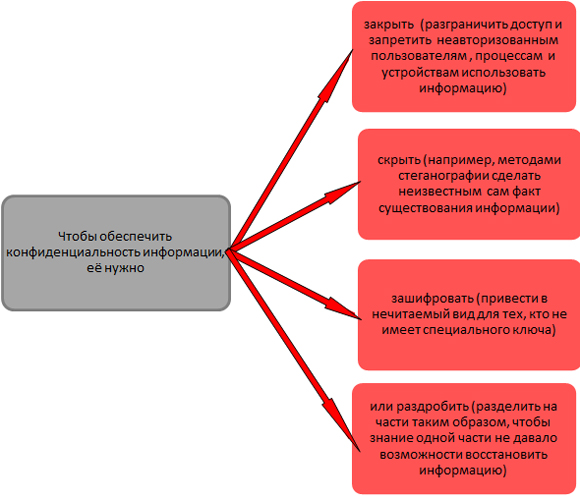 Чтобы обеспечить
конфиденциальность информации,
её нужно
закрыть (разграничить доступ и
запретить неавторизованным
пользователям , процессам и
устройствам использовать
информацию)
скрыть (например, методами
стеганографии сделать
неизвестным сам факт
существования информации)
зашифровать (привести в
нечитаемый вид для тех, кто не
имеет специального ключа)
или раздробить (разделить на
части таким образом, чтобы
знание одной части не давало
возможности восстановить
информацию)